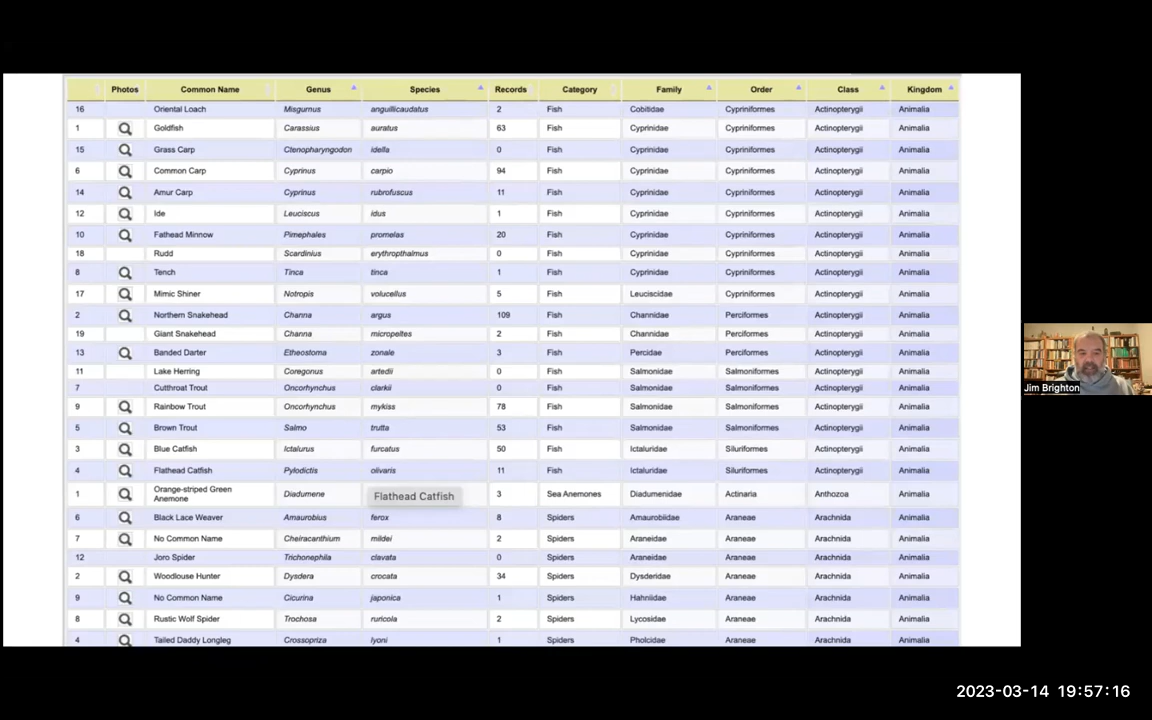 Photos Common Name Genus Species Records Category Family Order Class Kingdom
16 Oriental Loach Misgurnus anguillicaudatus 2 Fish Cobitidae Cypriniformes Actinopterygii Animalia
1 Goldfish Carassius auratus 63 Fish Cyprinidae Cypriniformes Actinopterygii Animalia
15 Grass Carp Ctenopharyngodon idella 0 Fish Cyprinidae Cypriniformes Actinopterygii Animalia
6 Common Carp Cyprinus carpio 94 Fish Cyprinidae Cypriniformes Actinopterygii Animalia
14 Amur Carp Cyprinus rubrofuscus 11 Fish Cyprinidae Cypriniformes Actinopterygii Animalia
12 Ide Leuciscus idus 1 Fish Cyprinidae Cypriniformes Actinopterygii Animalia
10 Fathead Minnow Pimephales promelas 20 Fish Cyprinidae Cypriniformes Actinopterygii Animalia
18 Rudd Scardinius erythropthalmus 0 Fish Cyprinidae Cypriniformes Actinopterygii Animalia
8 Tench Tinca tinca 1 Fish Cyprinidae Cypriniformes Actinopterygii Animalia
17 Mimic Shiner Notropis volucellus 5 Fish Leuciscidae Cypriniformes Actinopterygii Animalia
2 Northern Snakehead Channa argus 109 Fish Channidae Perciformes Actinopterygii Animalia
19 Giant Snakehead Channa micropeltes 2 Fish Channidae Perciformes Actinopterygii Animalia
13 Banded Darter Etheostoma zonale 3 Fish Percidae Perciformes Actinopterygii Animalia
11 Lake Herring Coregonus artedii 0 Fish Salmonidae Salmoniformes Actinopterygii Animalia
7 Cutthroat Trout Oncorhynchus clarkii 0 Fish Salmonidae Salmoniformes Actinopterygii Animalia
9 Rainbow Trout Oncorhynchus mykiss 78 Fish Salmonidae Salmoniformes Actinopterygii Animalia
5 Brown Trout Salmo trutta 53 Fish Salmonidae Salmoniformes Actinopterygii Animalia
3 Blue Catfish Ictalurus furcatus 50 Fish Ictaluridae Siluriformes Actinopterygii Animalia
4 Flathead Catfish Pylodictis olivaris 11 Fish Ictaluridae Siluriformes Actinopterygii Animalia
1 Orange-striped Green Anemone Diadumene Flathead Catfish 3 Sea Anemones Diadumenidae Actinaria Anthozoa Animalia
6 Black Lace Weaver Amaurobius ferox 8 Spiders Amaurobiidae Araneae Arachnida Animalia
7 No Common Name Cheiracanthium mildei 2 Spiders Araneidae Araneae Arachnida Animalia
12 Joro Spider Trichonephila clavata 0 Spiders Araneidae Araneae Arachnida Animalia
2 Woodlouse Hunter Dysdera crocata 34 Spiders Dysderidae Araneae Arachnida Animalia
9 No Common Name Cicurina japonica 1 Spiders Hahniidae Araneae Arachnida Animalia
8 Rustic Wolf Spider Trochosa ruricola 2 Spiders Lycosidae Araneae Arachnida Animalia
4 Tailed Daddy Longleg Crossopriza lyoni 1 Spiders Pholcidae Araneae Arachnida Animalia
Jim Brighton
2023-03-14 19:57:16